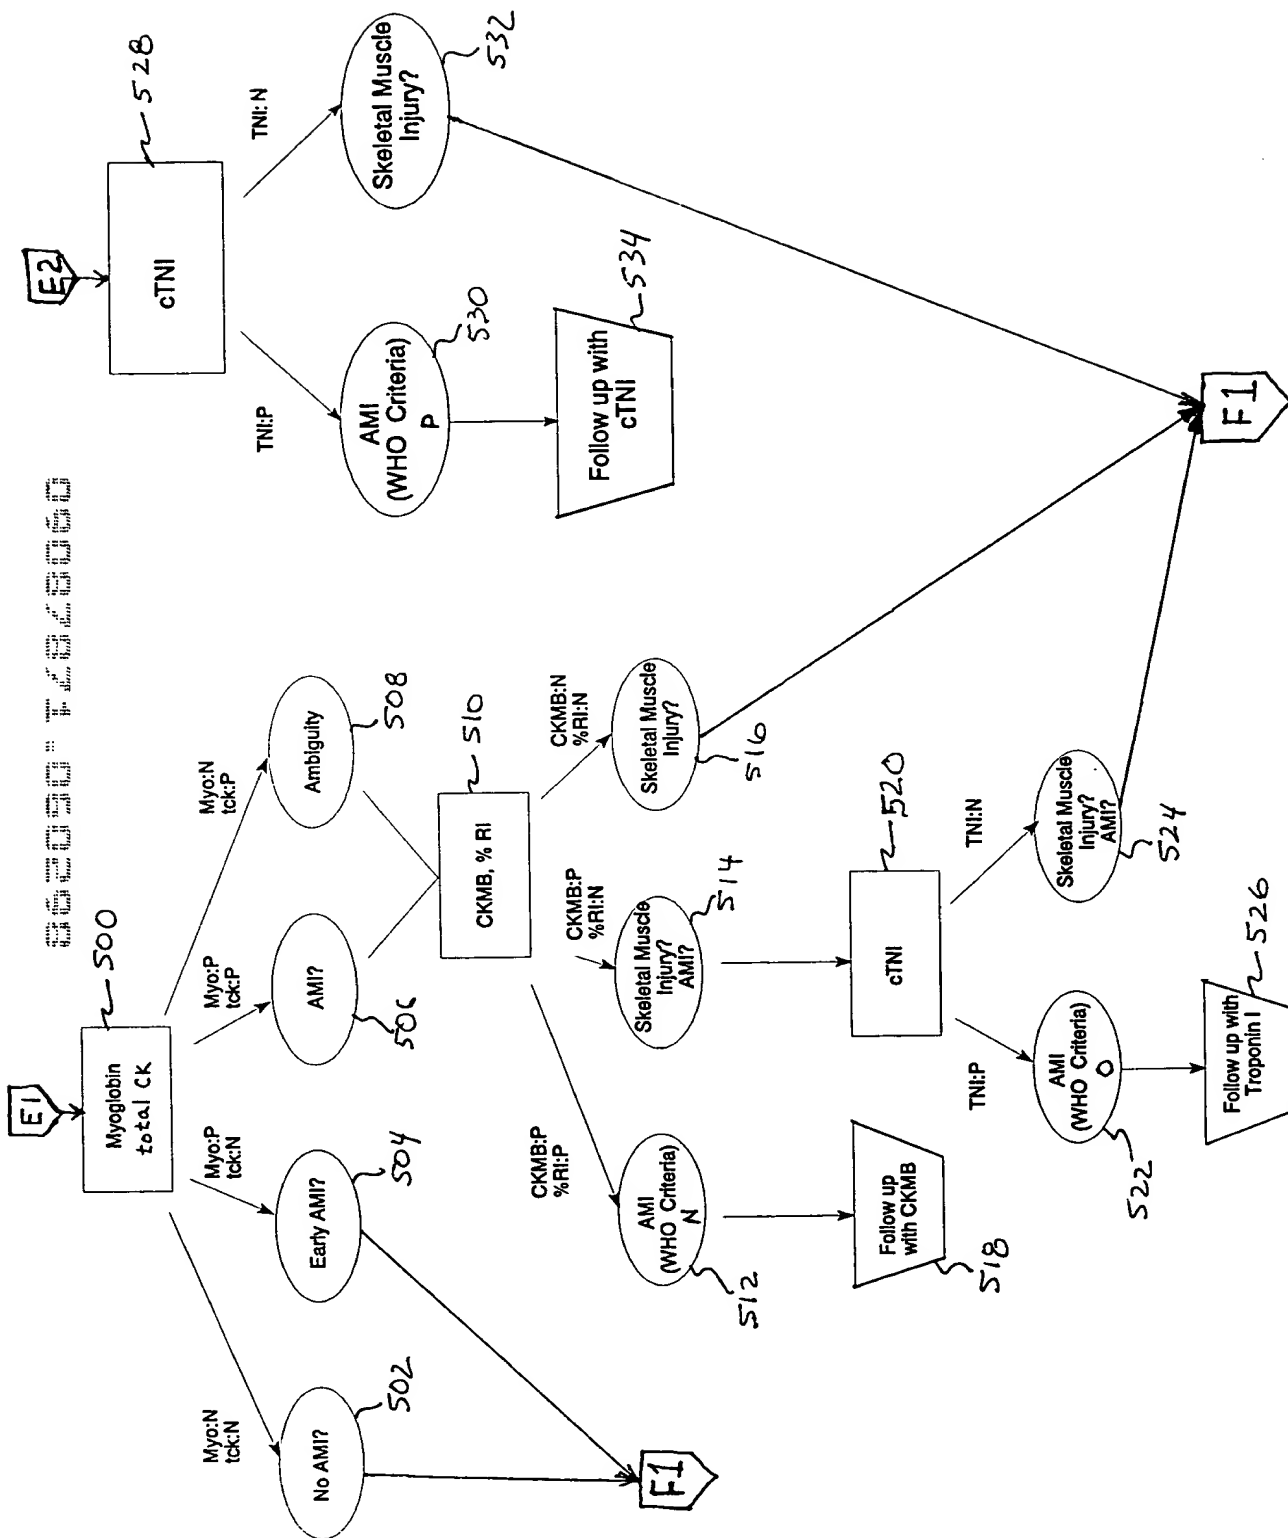 E1
500
Myoglobin
total CK
Myo:N
tck:N
Myo:P
tck:N
Myo:P
tck:P
Myo:N
tck:P
No AMI?
502
Early AMI?
504
AMI?
506
Ambiguity
508
F1
CKMB, % RI
510
CKMB:P
%RI:P
CKMB:P
%RI:N
CKMB:N
%RI:N
AMI
(WHO Criteria)
N
512
Skeletal Muscle
Injury?
AMI?
514
Skeletal Muscle
Injury?
516
Follow up
with CKMB
518
cTNI
520
TNI:P
TNI:N
AMI
(WHO Criteria)
O
522
Skeletal Muscle
Injury?
AMI?
524
Follow up with
Troponin I
526
E2
cTNI
528
TNI:P
TNI: N
AMI
(WHO Criteria)
P
530
Skeletal Muscle
Injury?
532
Follow up with
cTNI
534
F1
09087871.060298